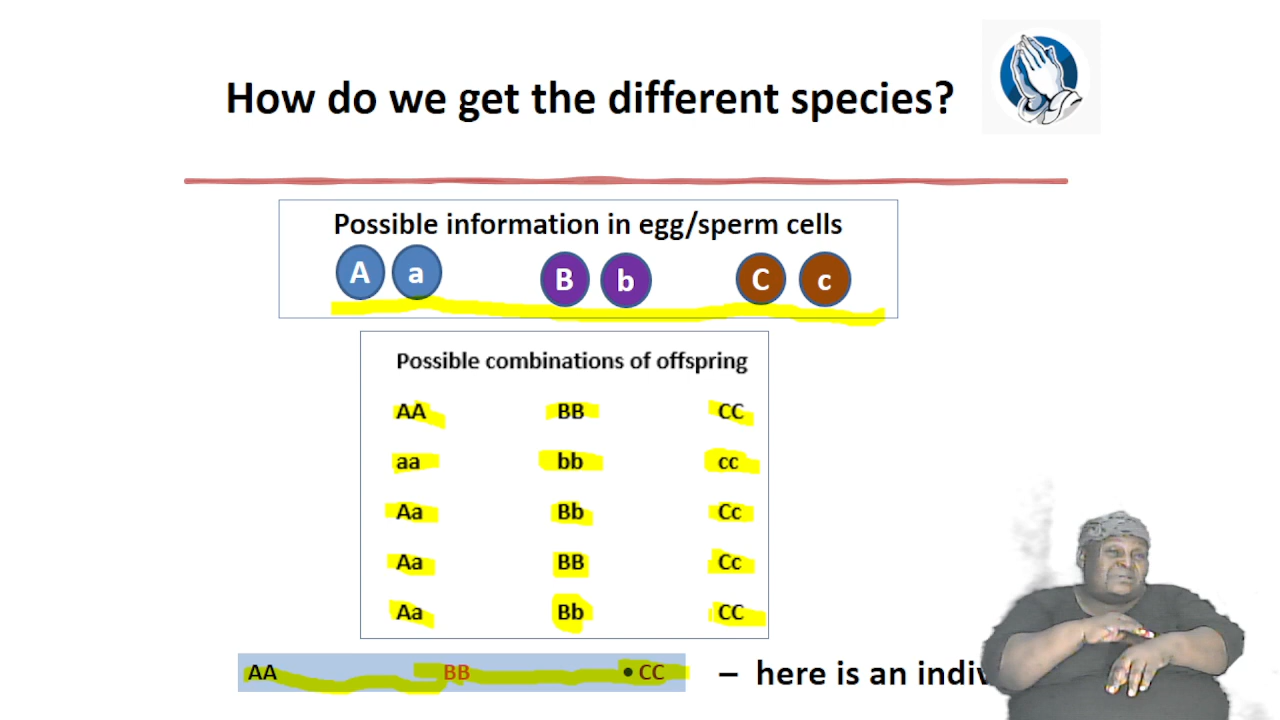 How do we get the different species?
Possible information in egg/sperm cells
A a B b C c
Possible combinations of offspring
AA BB CC
aa bb cc
Aa Bb Cc
Aa BB Cc
Aa Bb CC
AA BB • CC – here is an